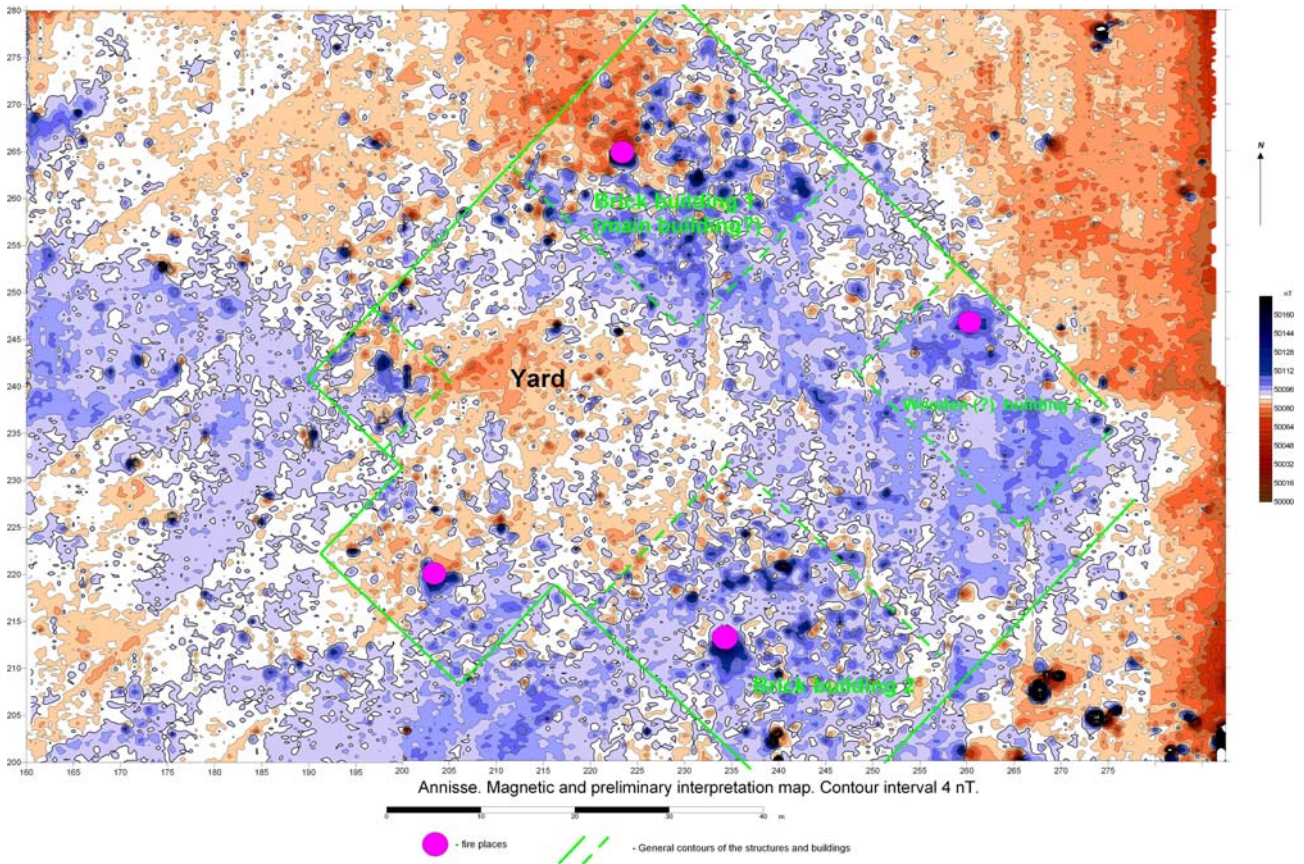 280
275
270
265
260
255
250
245
240
235
230
225
220
215
210
205
200
160 165 170 175 180 185 190 195 200 205 210 215 220 225 230 235 240 245 250 255 260 265 270 275
N
nT
50160
50144
50128
50112
50096
50080
50064
50048
50032
50016
50000
Brick building 1
(main building?)
Yard
Wooden (?) building 3
Brick building 2
Annisse. Magnetic and preliminary interpretation map. Contour interval 4 nT.
0 10 20 30 40
m
- fire places
- General contours of the structures and buildings